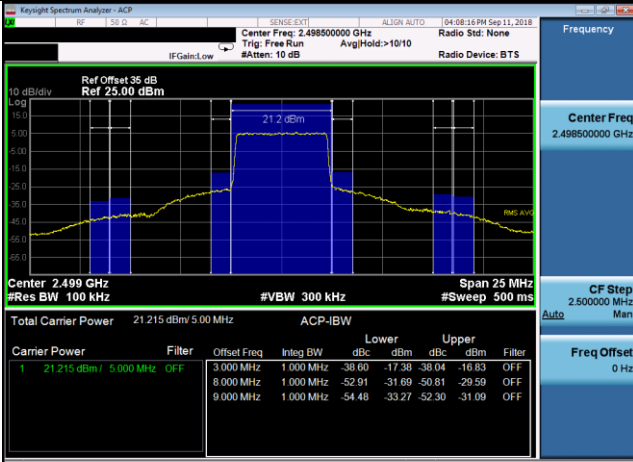 Keysight Spectrum Analyzer - ACP
RF 50 Ω AC SENSE:EXT ALIGN AUTO 04:08:16 PM Sep 11, 2018
Center Freq: 2.498500000 GHz Radio Std: None
Trig: Free Run Avg|Hold:>10/10
IFGain:Low #Atten: 10 dB Radio Device: BTS
Ref Offset 35 dB
10 dB/div Ref 25.00 dBm
Log
15.0
5.00
-5.00
-15.0
-25.0
-35.0
-45.0
-55.0
-65.0
21.2 dBm
RMS AVG
Center 2.499 GHz Span 25 MHz
#Res BW 100 kHz #VBW 300 kHz #Sweep 500 ms
Total Carrier Power 21.215 dBm/ 5.00 MHz ACP-IBW
Lower Upper
Carrier Power Filter Offset Freq Integ BW dBc dBm dBc dBm Filter
1 21.215 dBm / 5.000 MHz OFF 3.000 MHz 1.000 MHz -38.60 -17.38 -38.04 -16.83 OFF
8.000 MHz 1.000 MHz -52.91 -31.69 -50.81 -29.59 OFF
9.000 MHz 1.000 MHz -54.48 -33.27 -52.30 -31.09 OFF
Frequency
Center Freq
2.498500000 GHz
CF Step
2.500000 MHz
Auto Man
Freq Offset
0 Hz